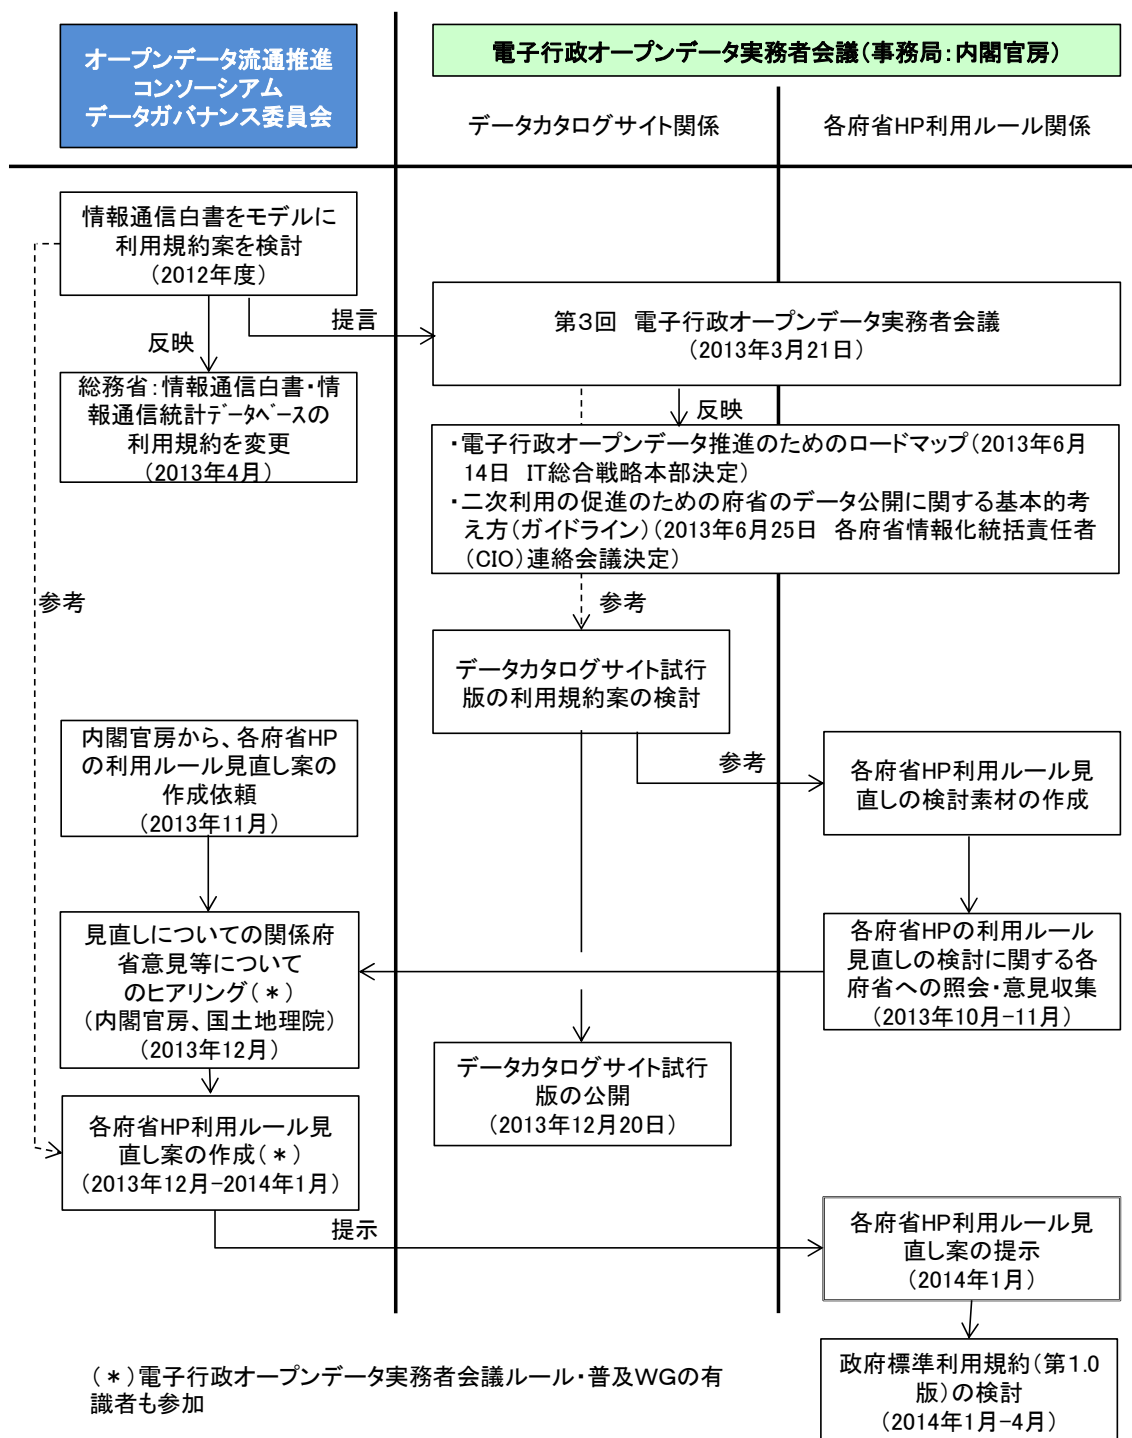 オープンデータ流通推進
コンソーシアム
データガバナンス委員会
電子行政オープンデータ実務者会議(事務局:内閣官房)
データカタログサイト関係
各府省HP利用ルール関係
情報通信白書をモデルに
利用規約案を検討
(2012年度)
提言
第3回 電子行政オープンデータ実務者会議
(2013年3月21日)
反映
総務省:情報通信白書・情
報通信統計データベースの
利用規約を変更
(2013年4月)
反映
・電子行政オープンデータ推進のためのロードマップ(2013年6月
14日 IT総合戦略本部決定)
・二次利用の促進のための府省のデータ公開に関する基本的考
え方(ガイドライン)(2013年6月25日 各府省情報化統括責任者
(CIO)連絡会議決定)
参考
参考
データカタログサイト試行
版の利用規約案の検討
内閣官房から、各府省HP
の利用ルール見直し案の
作成依頼
(2013年11月)
参考
各府省HP利用ルール見
直しの検討素材の作成
見直しについての関係府
省意見等について
のヒアリング(*)
(内閣官房、国土地理院)
(2013年12月)
各府省HPの利用ルール
見直しの検討に関する各
府省への照会・意見収集
(2013年10月-11月)
データカタログサイト試行
版の公開
(2013年12月20日)
各府省HP利用ルール見
直し案の作成(*)
(2013年12月-2014年1月)
提示
各府省HP利用ルール見
直し案の提示
(2014年1月)
政府標準利用規約(第1.0
版)の検討
(2014年1月-4月)
(*)電子行政オープンデータ実務者会議ルール・普及WGの有
識者も参加